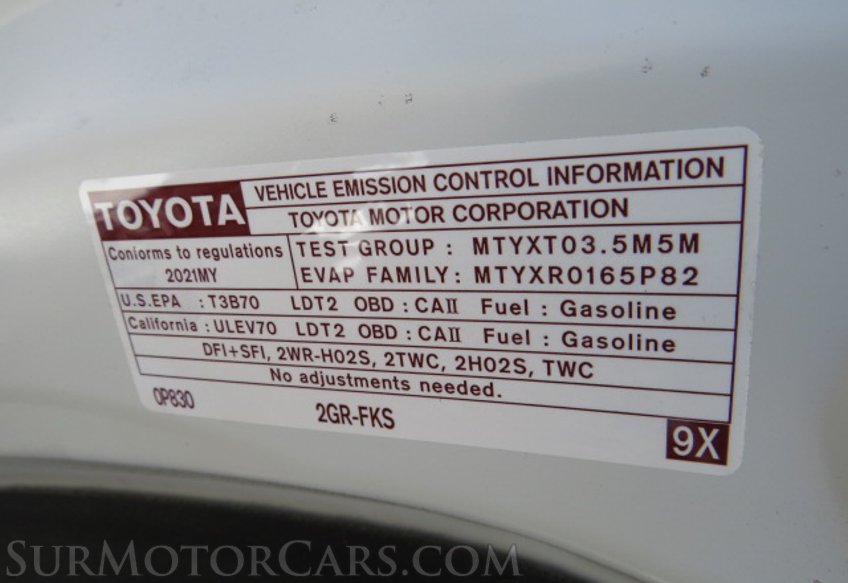 TOYOTA
VEHICLE EMISSION CONTROL INFORMATION
TOYOTA MOTOR CORPORATION
Conforms to regulations
2021MY
TEST GROUP : MTYXT03.5M5M
EVAP FAMILY: MTYXR0165P82
U.S.EPA : T3B70 LDT2 OBD : CAII Fuel : Gasoline
California : ULEV70 LDT2 OBD : CAII Fuel : Gasoline
DFI+SFI, 2WR-HO2S, 2TWC, 2HO2S, TWC
No adjustments needed.
0P830
2GR-FKS
9X
SurMotorCars.com